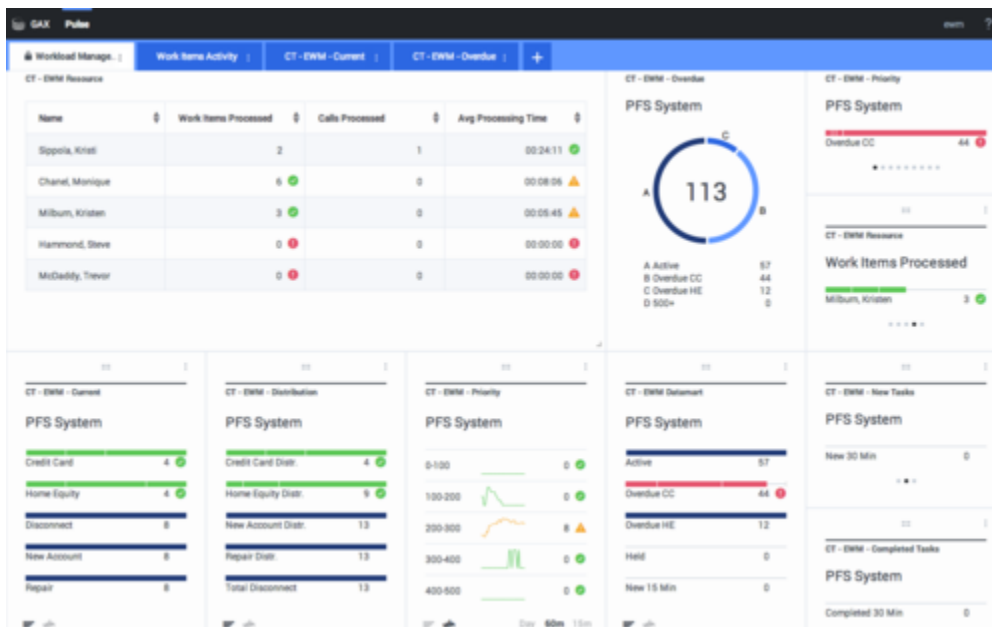 GAX Pulse ewm ?
Workload Manage.. Work Items Activity CT - EWM - Current CT - EWM - Overdue +
CT - EWM Resource
Name Work Items Processed Calls Processed Avg Processing Time
Sippola, Kristi 2 1 00:24:11
Chanel, Monique 6 0 00:08:06
Milburn, Kristen 3 0 00:05:45
Hammond, Steve 0 0 00:00:00
McDaddy, Trevor 0 0 00:00:00
CT - EWM - Overdue
PFS System
C
A
113
B
A Active 57
B Overdue CC 44
C Overdue HE 12
D 500+ 0
CT - EWM - Priority
PFS System
Overdue CC 44
CT - EWM Resource
Work Items Processed
Milburn, Kristen 3
CT - EWM - Current
PFS System
Credit Card 4
Home Equity 4
Disconnect 8
New Account 8
Repair 8
CT - EWM - Distribution
PFS System
Credit Card Distr. 4
Home Equity Distr. 9
New Account Distr. 13
Repair Distr. 13
Total Disconnect 13
CT - EWM - Priority
PFS System
0-100 0
100-200 0
200-300 8
300-400 0
400-500 0
Day 60m 15m
CT - EWM Datamart
PFS System
Active 57
Overdue CC 44
Overdue HE 12
Held 0
New 15 Min 0
CT - EWM - New Tasks
PFS System
New 30 Min 0
CT - EWM - Completed Tasks
PFS System
Completed 30 Min 0